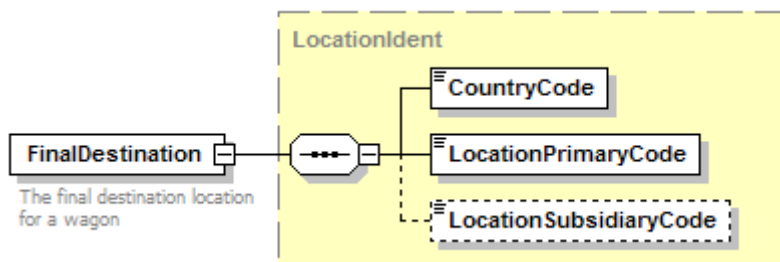 LocationIdent
CountryCode
FinalDestination
LocationPrimaryCode
The final destination location
for a wagon
LocationSubsidiaryCode